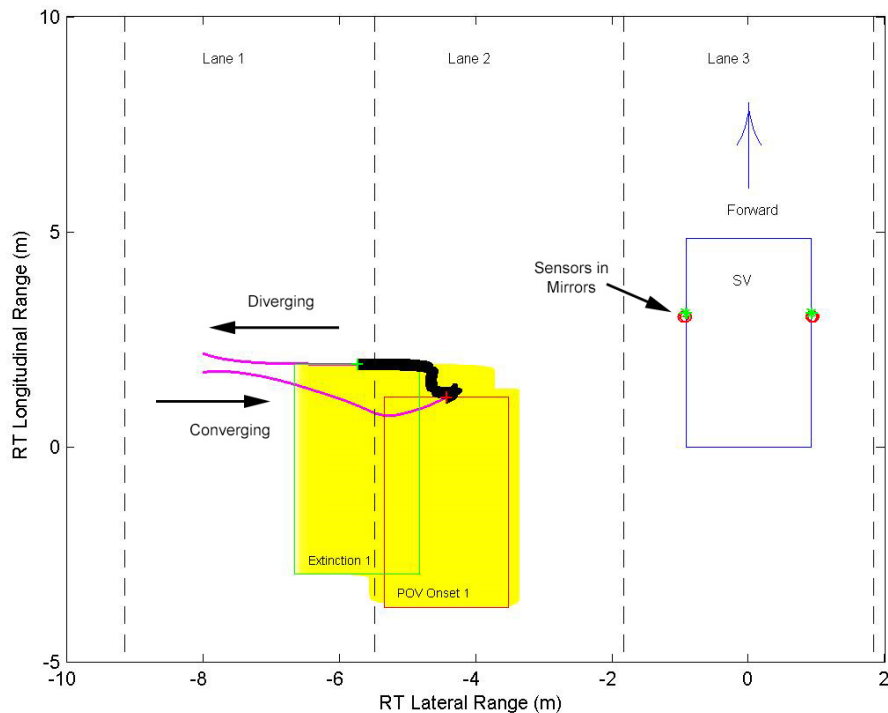 10
5
0
-5
RT Longitudinal Range (m)
Lane 1
Lane 2
Lane 3
Forward
SV
Sensors in
Mirrors
Diverging
Converging
Extinction 1
POV Onset 1
-10
-8
-6
-4
-2
0
2
RT Lateral Range (m)